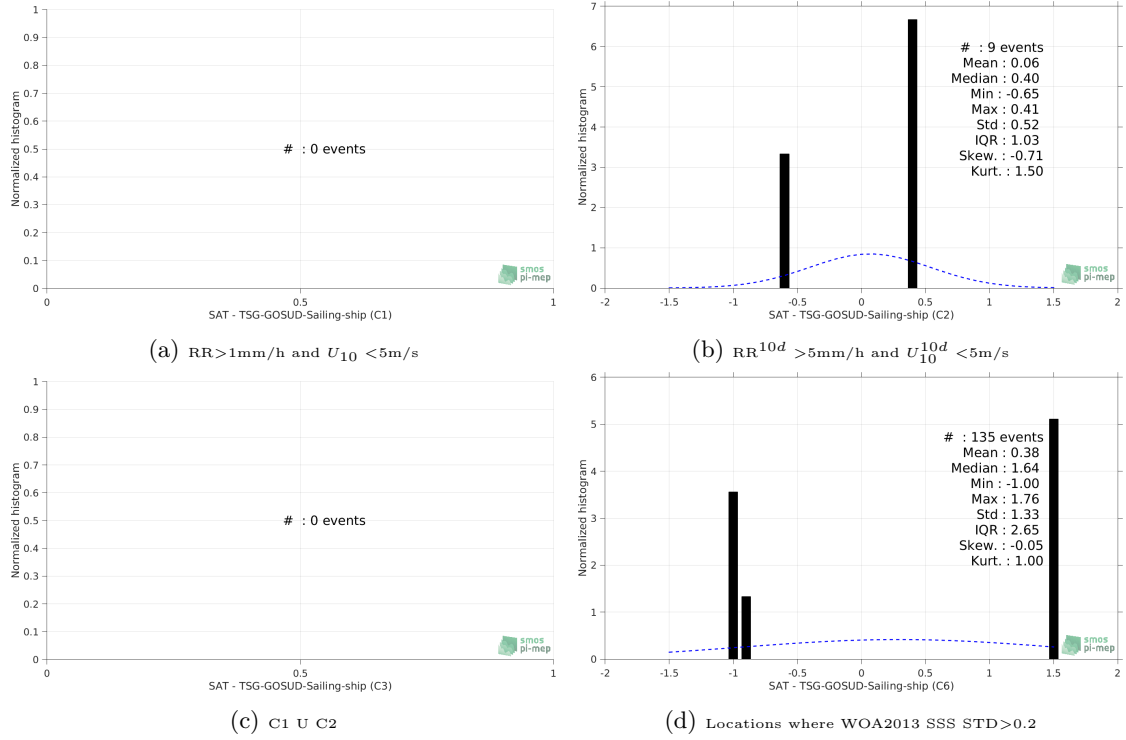 1
0.9
0.8
0.7
0.6
0.5
0.4
0.3
0.2
0.1
0
Normalized histogram
# : 0 events
smos
pi-mep
0 0.5 1
SAT - TSG-GOSUD-Sailing-ship (C1)
(a) RR>1mm/h and U10 <5m/s
7
6
5
4
3
2
1
0
Normalized histogram
# : 9 events
Mean : 0.06
Median : 0.40
Min : -0.65
Max : 0.41
Std : 0.52
IQR : 1.03
Skew. : -0.71
Kurt. : 1.50
smos
pi-mep
-2 -1.5 -1 -0.5 0 0.5 1 1.5 2
SAT - TSG-GOSUD-Sailing-ship (C2)
(b) RR10d >5mm/h and U10 10d <5m/s
1
0.9
0.8
0.7
0.6
0.5
0.4
0.3
0.2
0.1
0
Normalized histogram
# : 0 events
smos
pi-mep
0 0.5 1
SAT - TSG-GOSUD-Sailing-ship (C3)
(c) C1 U C2
6
5
4
3
2
1
0
Normalized histogram
# : 135 events
Mean : 0.38
Median : 1.64
Min : -1.00
Max : 1.76
Std : 1.33
IQR : 2.65
Skew. : -0.05
Kurt. : 1.00
smos
pi-mep
-2 -1.5 -1 -0.5 0 0.5 1 1.5 2
SAT - TSG-GOSUD-Sailing-ship (C6)
(d) Locations where WOA2013 SSS STD>0.2